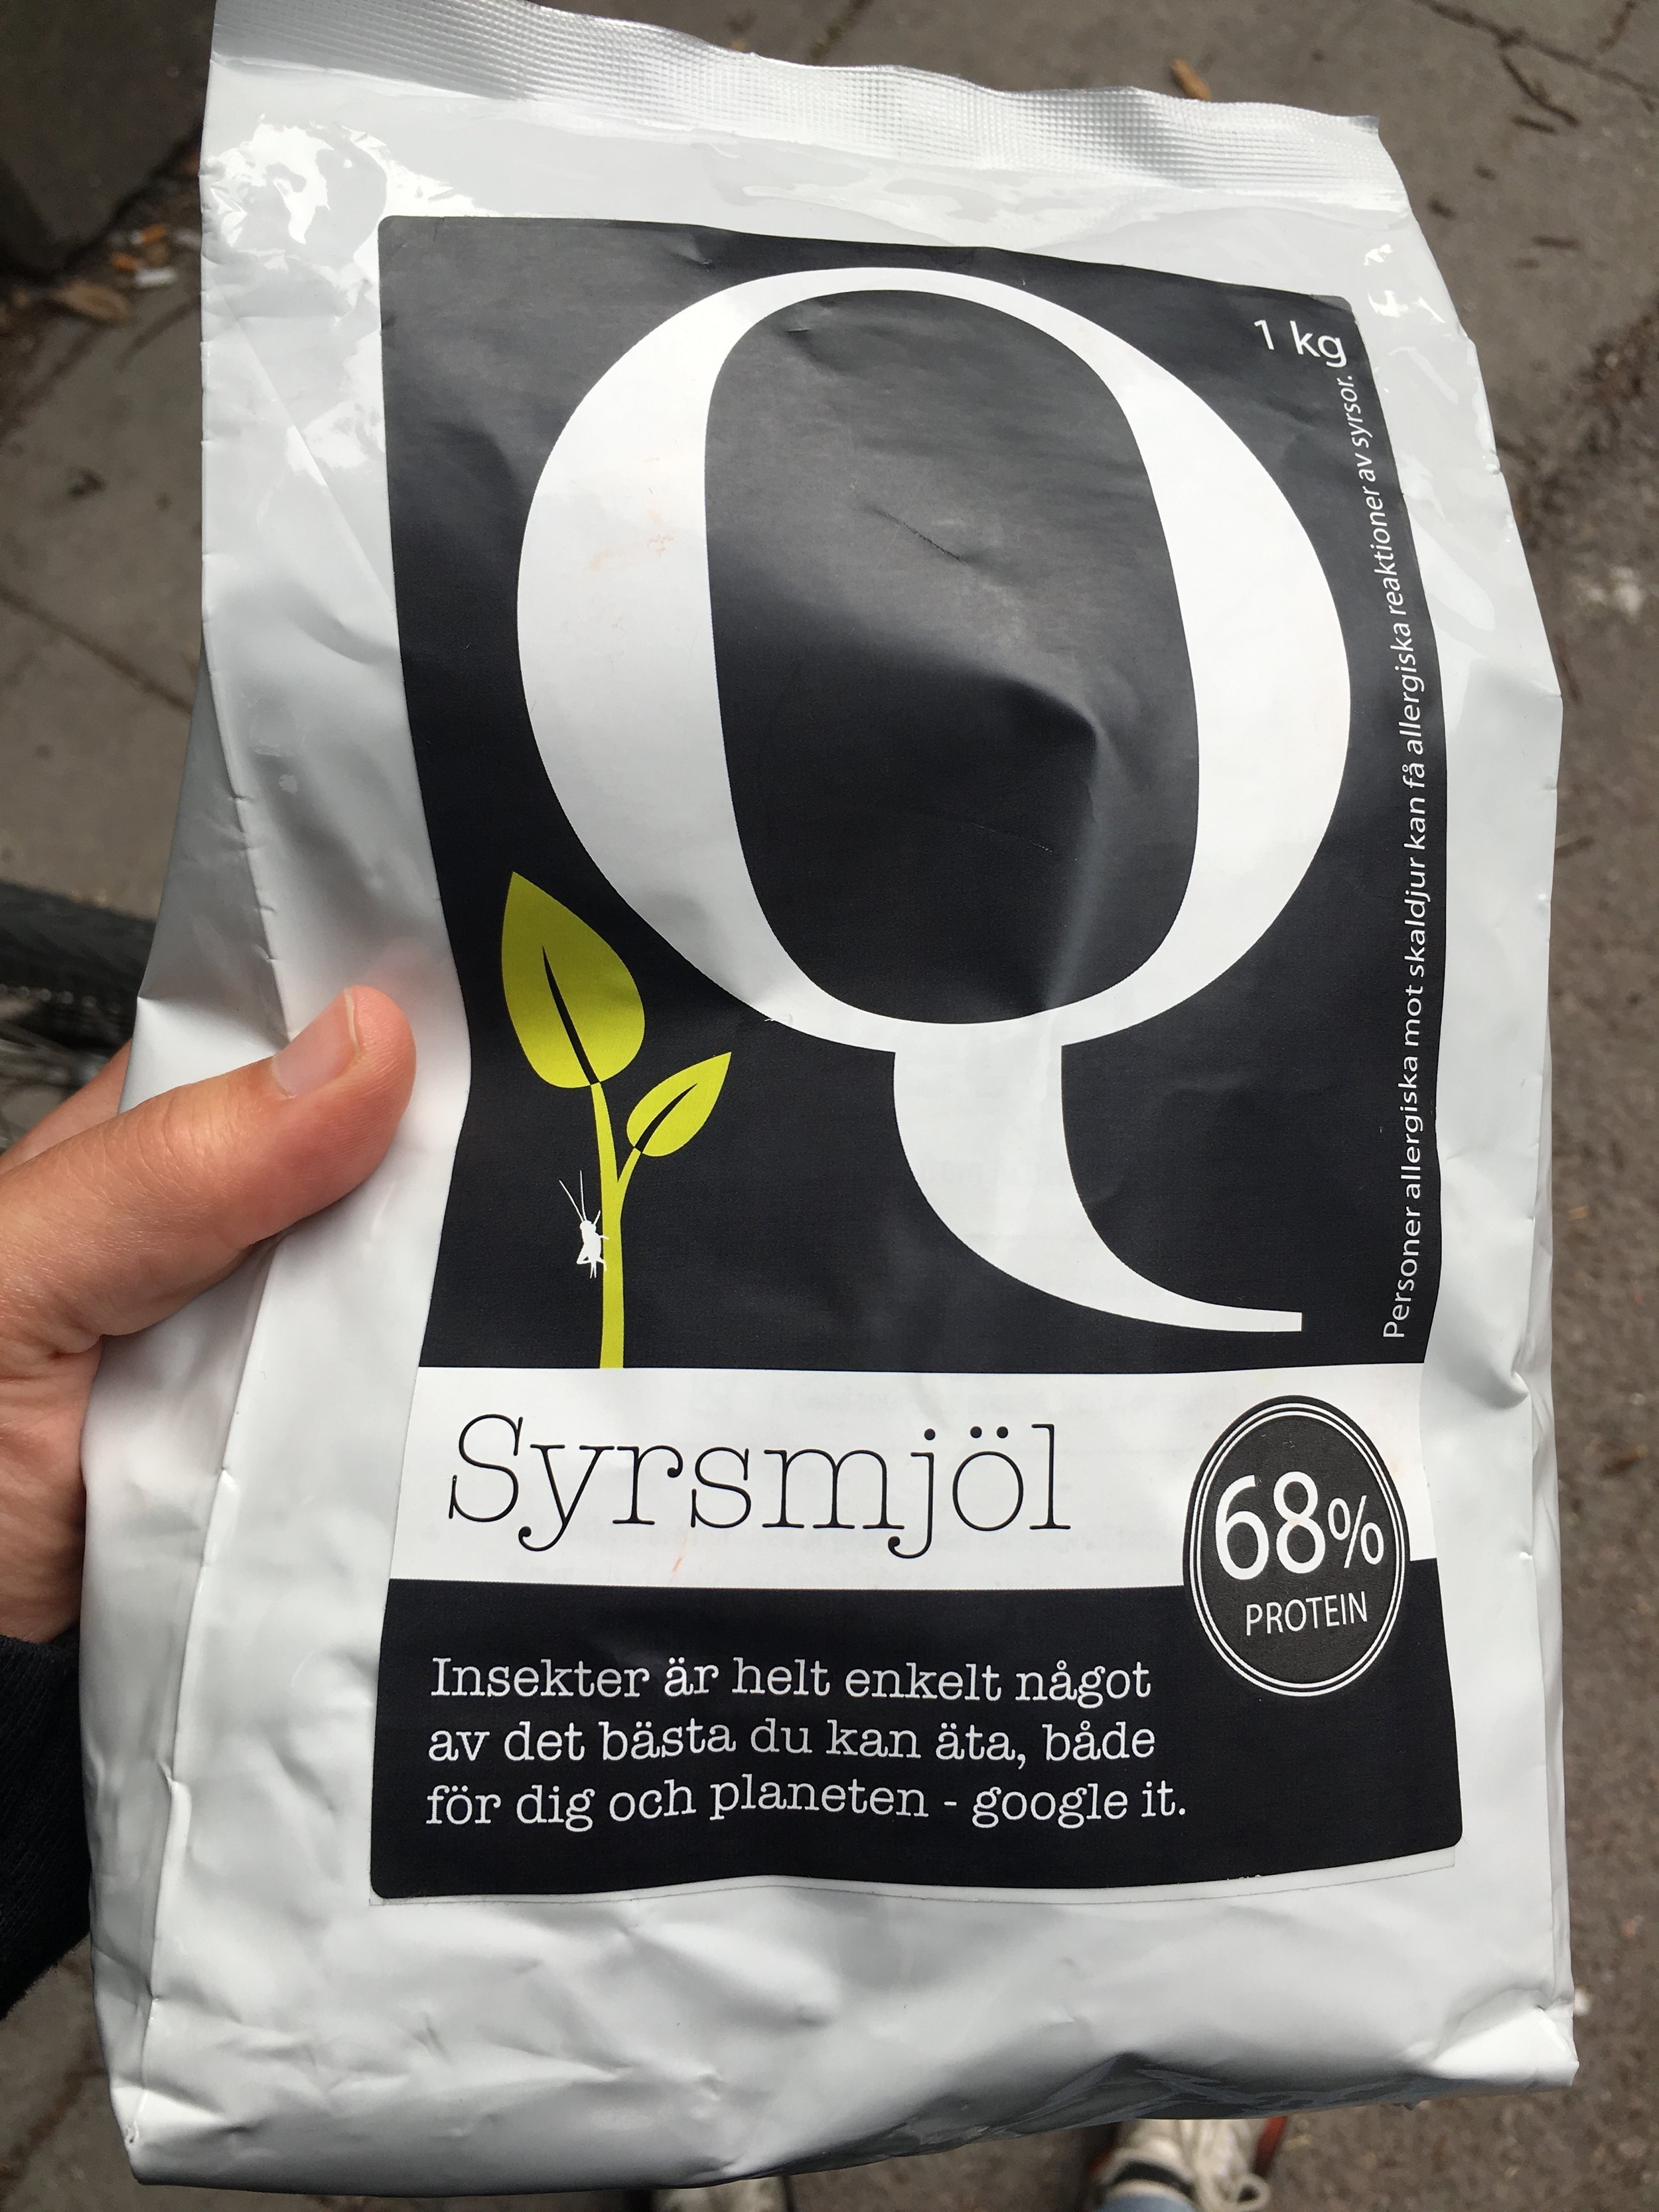 Q
1 kg
Personer allergiska mot skaldjur kan få allergiska reaktioner av syrsor.
Syrsmjöl
68%
PROTEIN
Insekter är helt enkelt något
av det bästa du kan äta, både
för dig och planeten - google it.